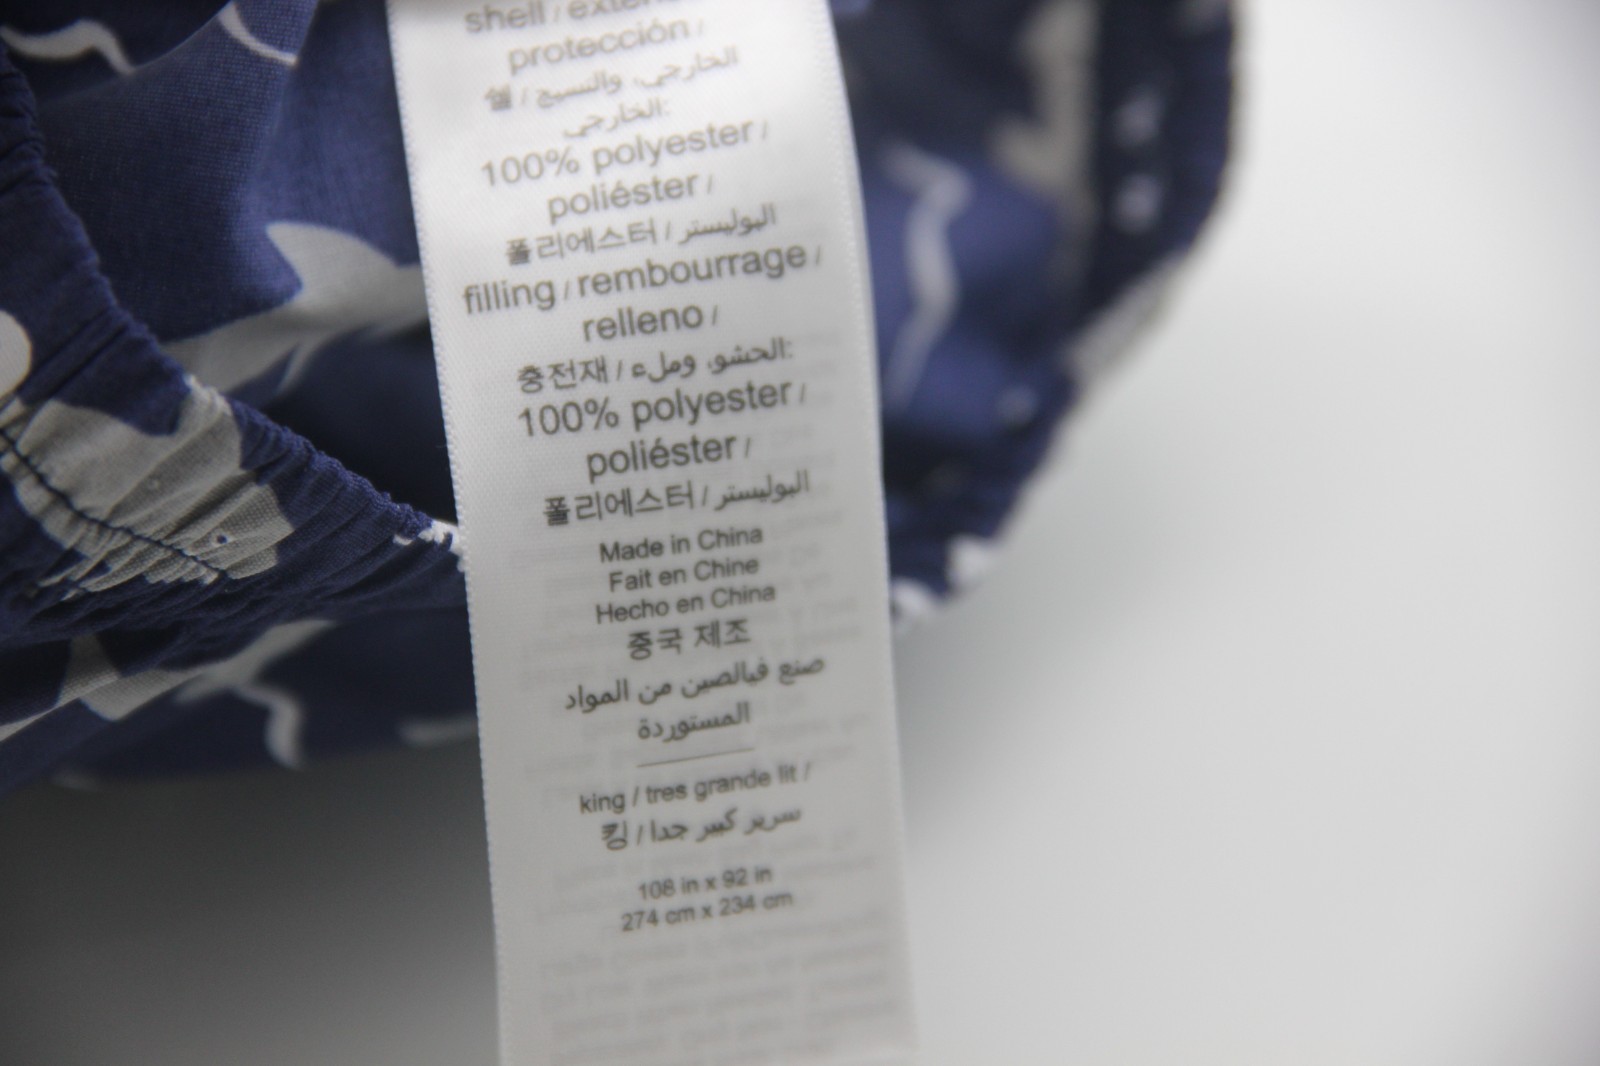 shell / 
protección /
쉘 / الخارجي، والنسيج
الخارجي:
100% polyester /
poliéster /
폴리에스터 / البوليستر
filling / rembourrage /
relleno /
충전재 / الحشو، وملء:
100% polyester /
poliéster /
폴리에스터 / البوليستر
Made in China
Fait en Chine
Hecho en China
중국 제조
صنع فيالصين من المواد
المستوردة
king / tres grande lit /
킹 / سرير كبير جدا
108 in x 92 in
274 cm x 234 cm